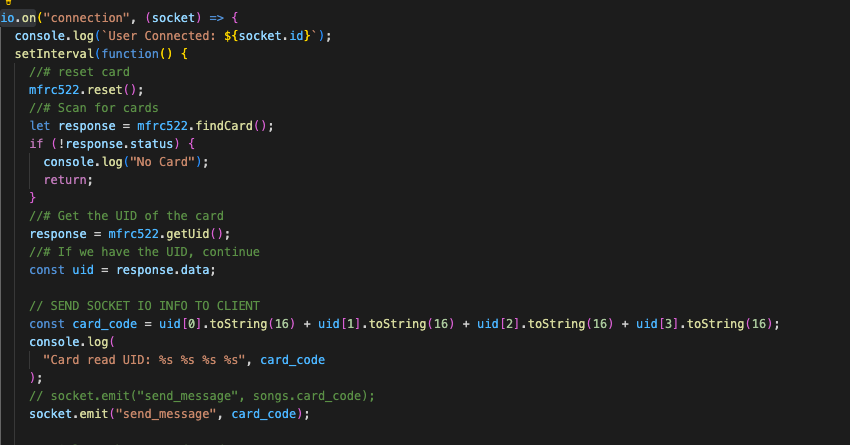 io.on("connection", (socket) => {
  console.log(`User Connected: ${socket.id}`);
  setInterval(function() {
    //# reset card
    mfrc522.reset();
    //# Scan for cards
    let response = mfrc522.findCard();
    if (!response.status) {
      console.log("No Card");
      return;
    }
    //# Get the UID of the card
    response = mfrc522.getUid();
    //# If we have the UID, continue
    const uid = response.data;

    // SEND SOCKET IO INFO TO CLIENT
    const card_code = uid[0].toString(16) + uid[1].toString(16) + uid[2].toString(16) + uid[3].toString(16);
    console.log(
      "Card read UID: %s %s %s %s", card_code
    );
    // socket.emit("send_message", songs.card_code);
    socket.emit("send_message", card_code);